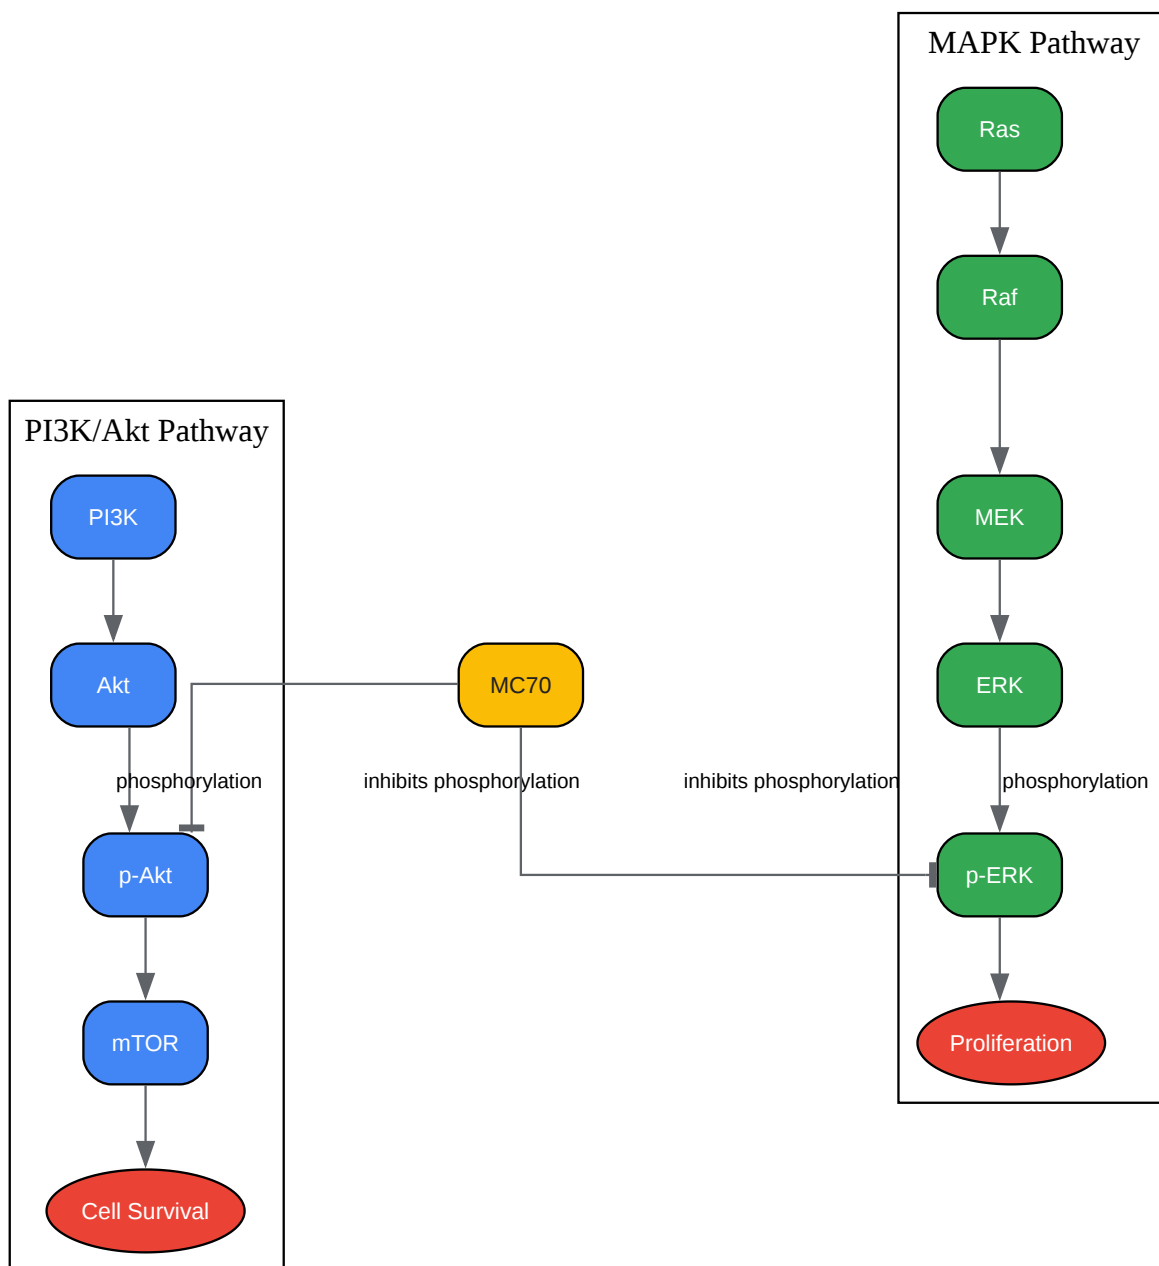 MAPK Pathway
Ras
Raf
PI3K/Akt Pathway
PI3K
MEK
Akt
MC70
ERK
phosphorylation
inhibits phosphorylation
inhibits phosphorylation
phosphorylation
p-Akt
p-ERK
mTOR
Proliferation
Cell Survival